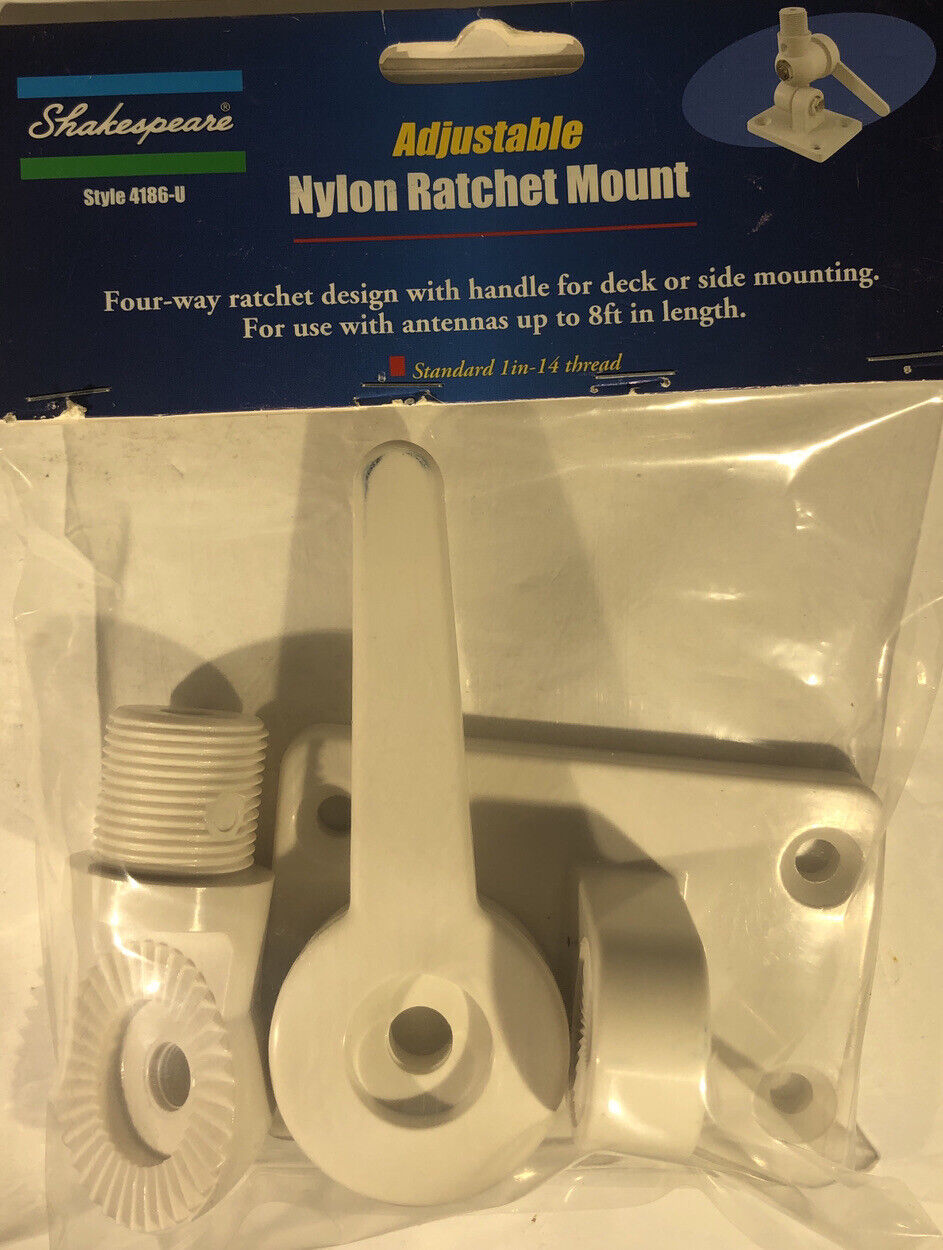 Shakespeare®
Style 4186-U
Adjustable
Nylon Ratchet Mount
Four-way ratchet design with handle for deck or side mounting.
For use with antennas up to 8ft in length.
Standard 1in-14 thread